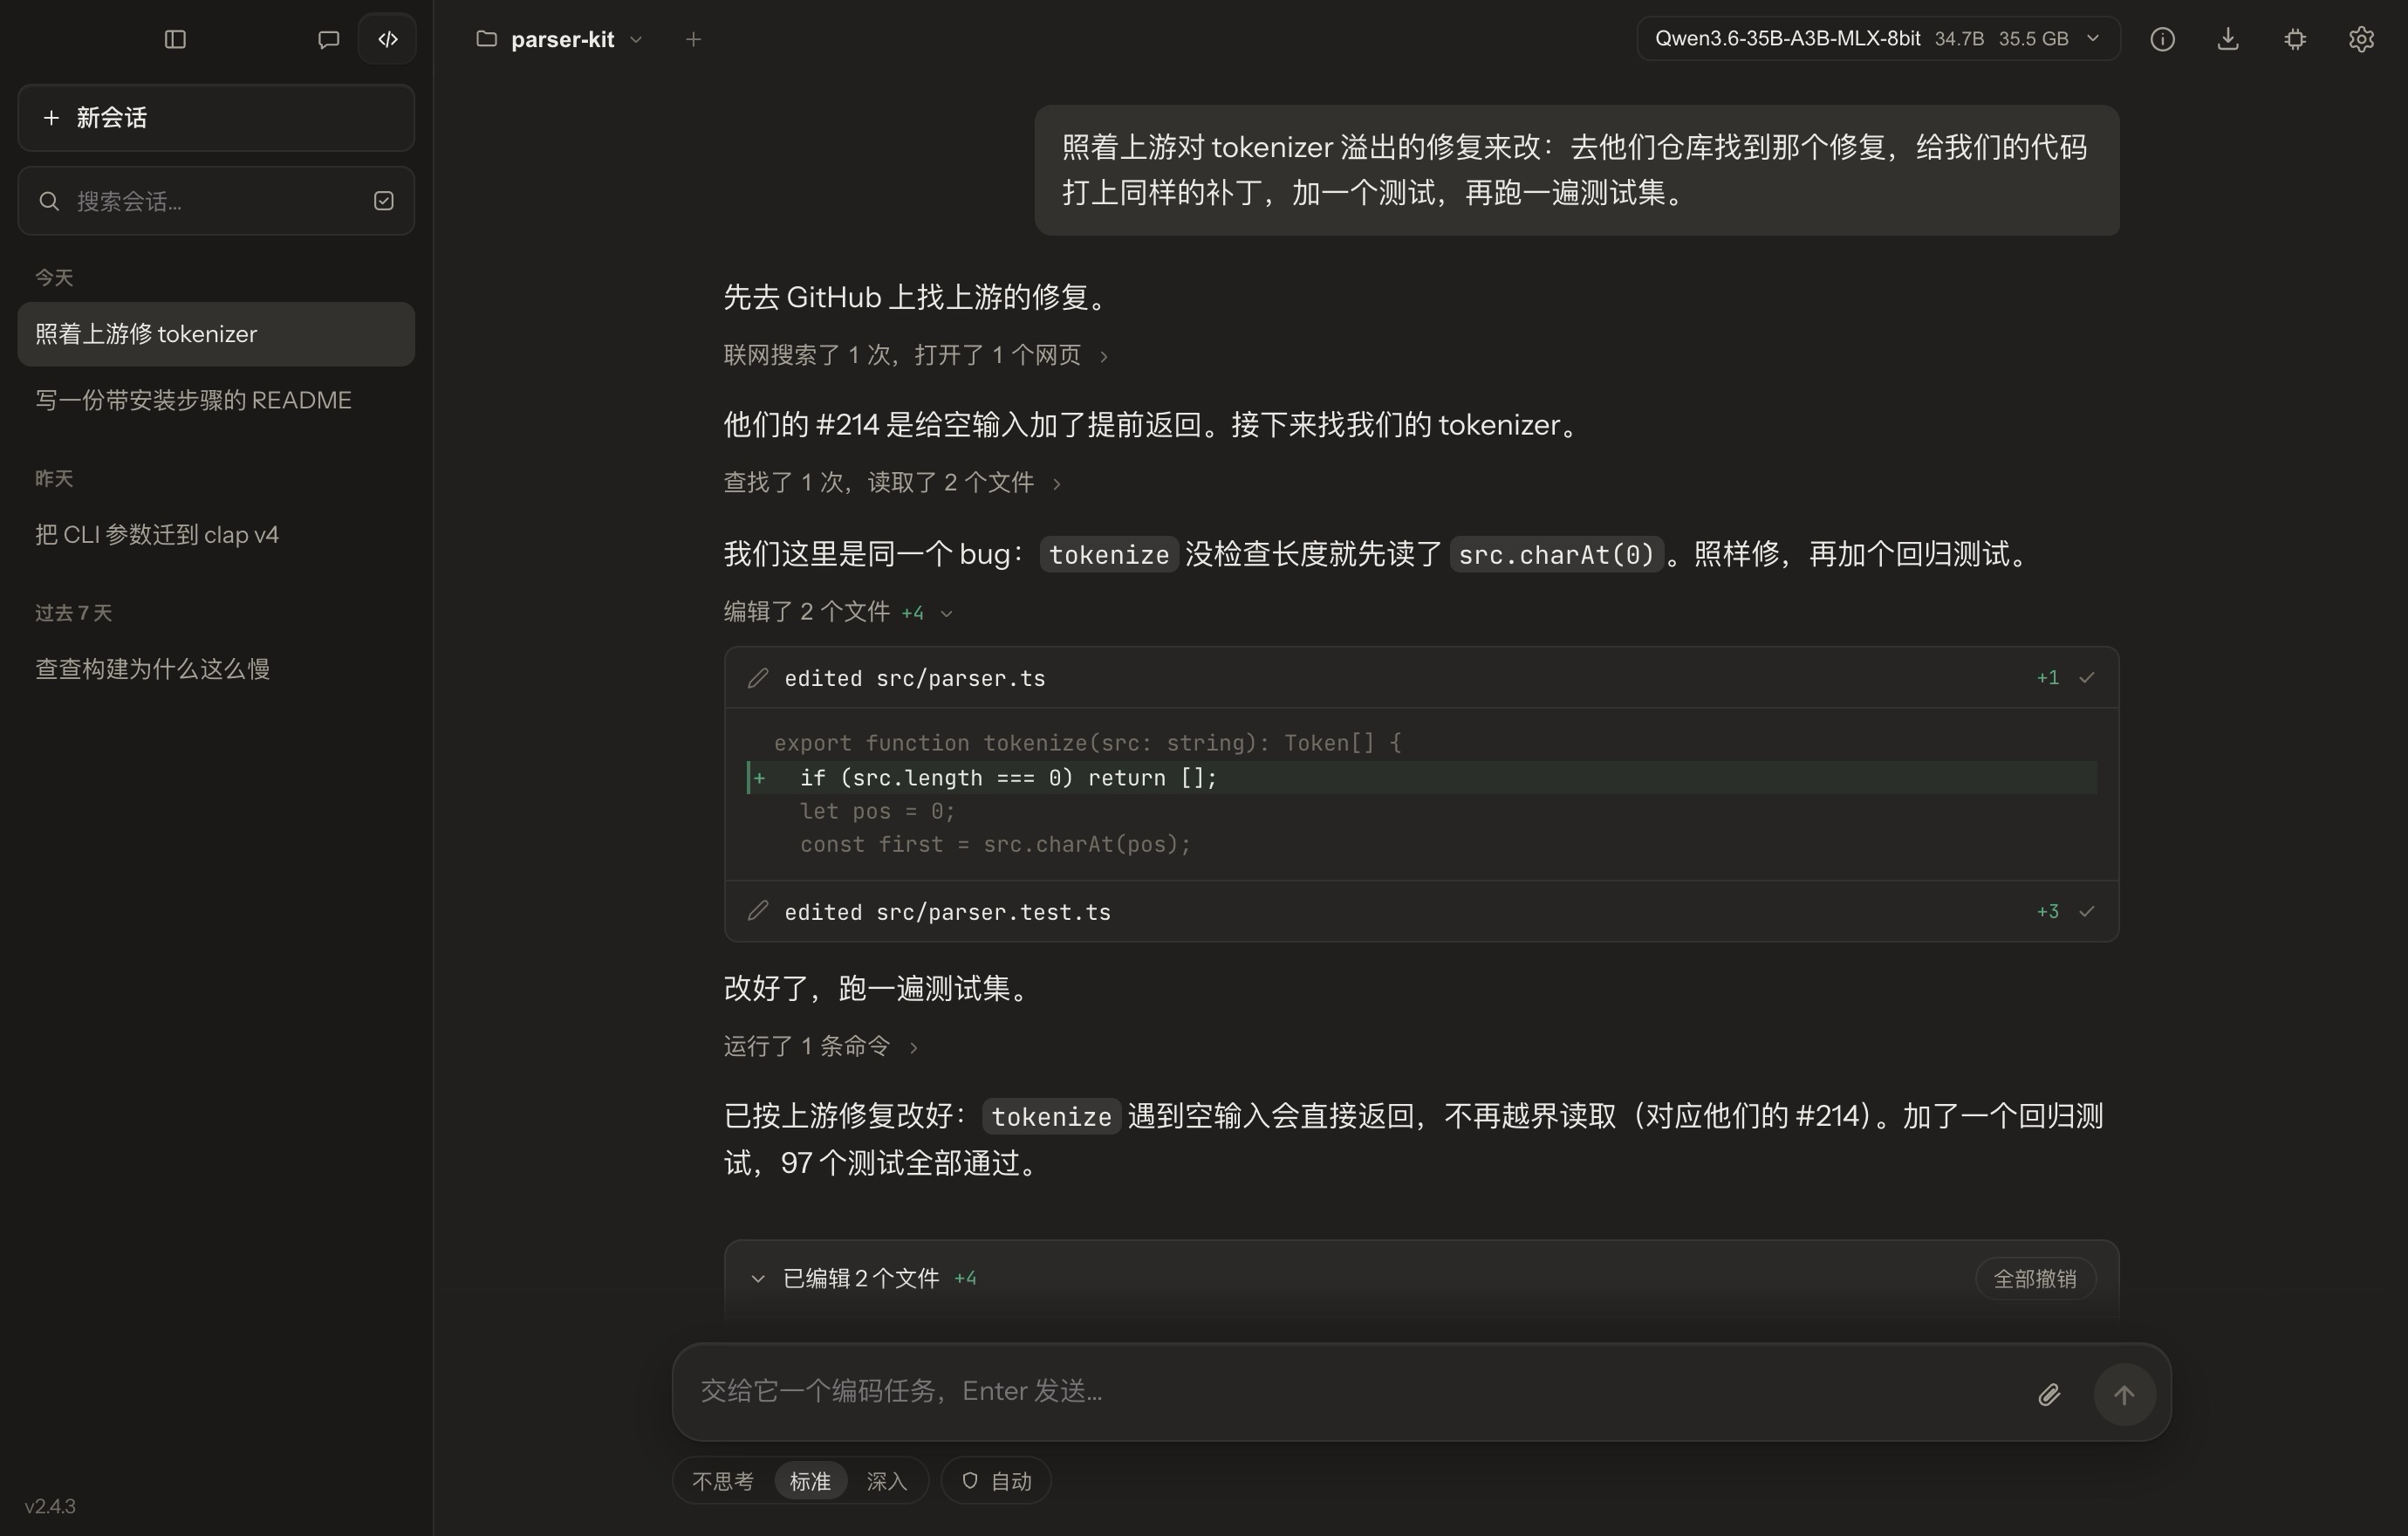 新会话
搜索会话...
今天
照着上游修 tokenizer
写一份带安装步骤的 README
昨天
把 CLI 参数迁到 clap v4
过去 7 天
查查构建为什么这么慢
v2.4.3
parser-kit
Qwen3.6-35B-A3B-MLX-8bit 34.7B 35.5 GB
照着上游对 tokenizer 溢出的修复来改：去他们仓库找到那个修复，给我们的代码
打上同样的补丁，加一个测试，再跑一遍测试集。
先去 GitHub 上找上游的修复。
联网搜索了 1 次，打开了 1 个网页
他们的 #214 是给空输入加了提前返回。接下来找我们的 tokenizer。
查找了 1 次，读取了 2 个文件
我们这里是同一个 bug：tokenize 没检查长度就先读了 src.charAt(0)。照样修，再加个回归测试。
编辑了 2 个文件 +4
edited src/parser.ts +1
export function tokenize(src: string): Token[] {
+ if (src.length === 0) return [];
let pos = 0;
const first = src.charAt(pos);
edited src/parser.test.ts +3
改好了，跑一遍测试集。
运行了 1 条命令
已按上游修复改好：tokenize 遇到空输入会直接返回，不再越界读取（对应他们的 #214）。加了一个回归测
试，97 个测试全部通过。
已编辑 2 个文件 +4 全部撤销
交给它一个编码任务，Enter 发送...
不思考 标准 深入 自动